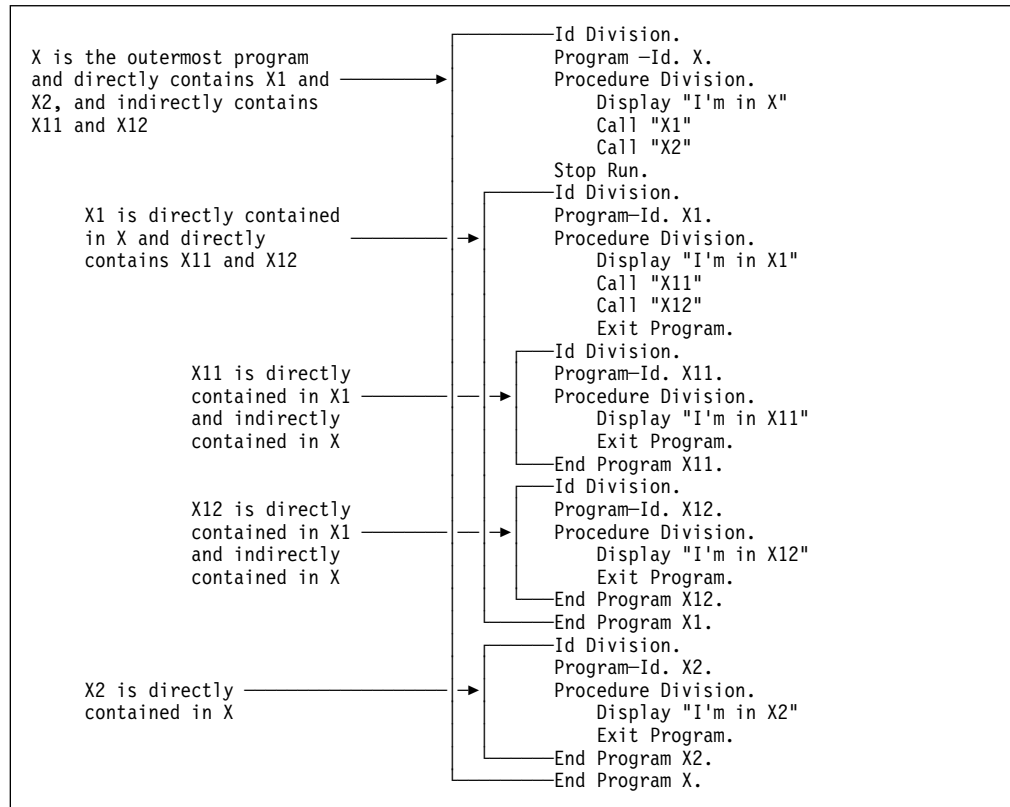 X is the outermost program
and directly contains X1 and
X2, and indirectly contains
X11 and X12
Id Division.
Program —Id. X.
Procedure Division.
Display "I'm in X"
Call "X1"
Call "X2"
Stop Run.
X1 is directly contained
in X and directly
contains X11 and X12
Id Division.
Program—Id. X1.
Procedure Division.
Display "I'm in X1"
Call "X11"
Call "X12"
Exit Program.
X11 is directly
contained in X1
and indirectly
contained in X
Id Division.
Program—Id. X11.
Procedure Division.
Display "I'm in X11"
Exit Program.
End Program X11.
X12 is directly
contained in X1
and indirectly
contained in X
Id Division.
Program—Id. X12.
Procedure Division.
Display "I'm in X12"
Exit Program.
End Program X12.
End Program X1.
X2 is directly
contained in X
Id Division.
Program—Id. X2.
Procedure Division.
Display "I'm in X2"
Exit Program.
End Program X2.
End Program X.